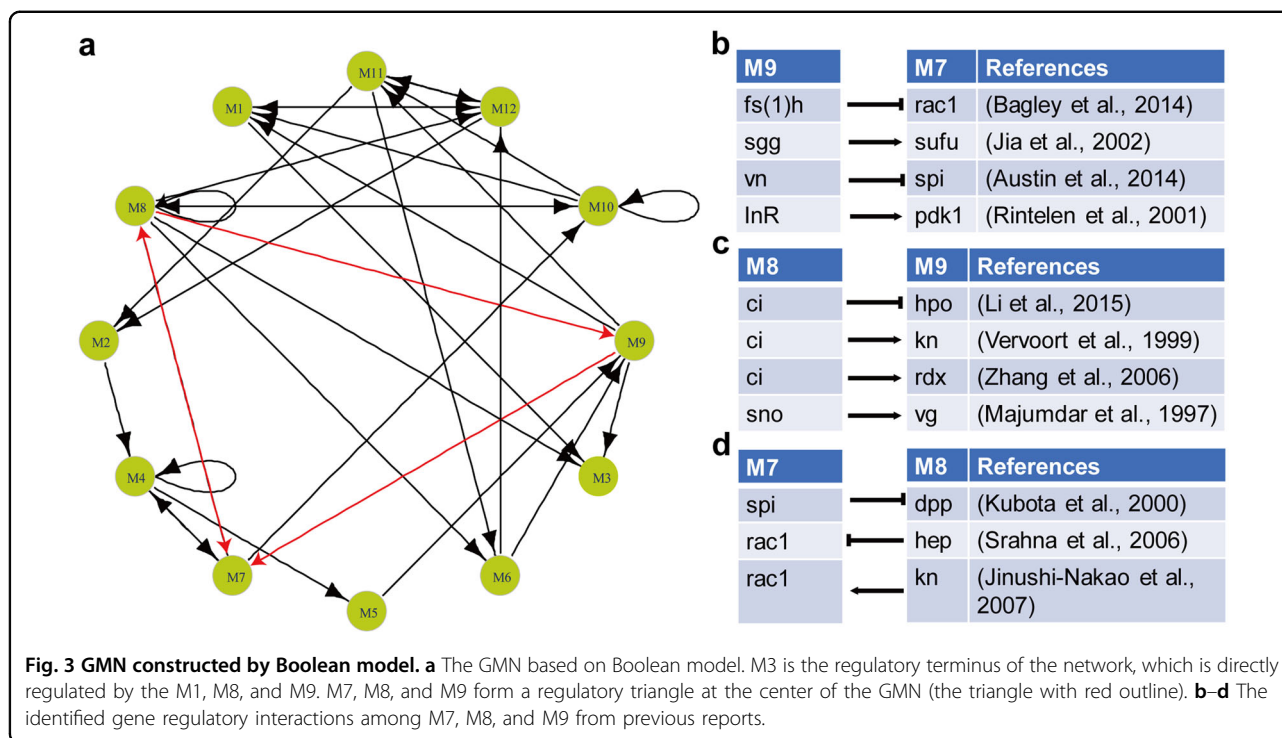 a
M11
M1
M12
M8
M10
M2
M9
M4
M3
M7
M6
M5
b
M9 M7 References
fs(1)h rac1 (Bagley et al., 2014)
sgg sufu (Jia et al., 2002)
vn spi (Austin et al., 2014)
InR pdk1 (Rintelen et al., 2001)
c
M8 M9 References
ci hpo (Li et al., 2015)
ci kn (Vervoort et al., 1999)
ci rdx (Zhang et al., 2006)
sno vg (Majumdar et al., 1997)
d
M7 M8 References
spi dpp (Kubota et al., 2000)
rac1 hep (Srahna et al., 2006)
rac1 kn (Jinushi-Nakao et al.,
2007)
Fig. 3 GMN constructed by Boolean model. a The GMN based on Boolean model. M3 is the regulatory terminus of the network, which is directly
regulated by the M1, M8, and M9. M7, M8, and M9 form a regulatory triangle at the center of the GMN (the triangle with red outline). b–d The
identified gene regulatory interactions among M7, M8, and M9 from previous reports.